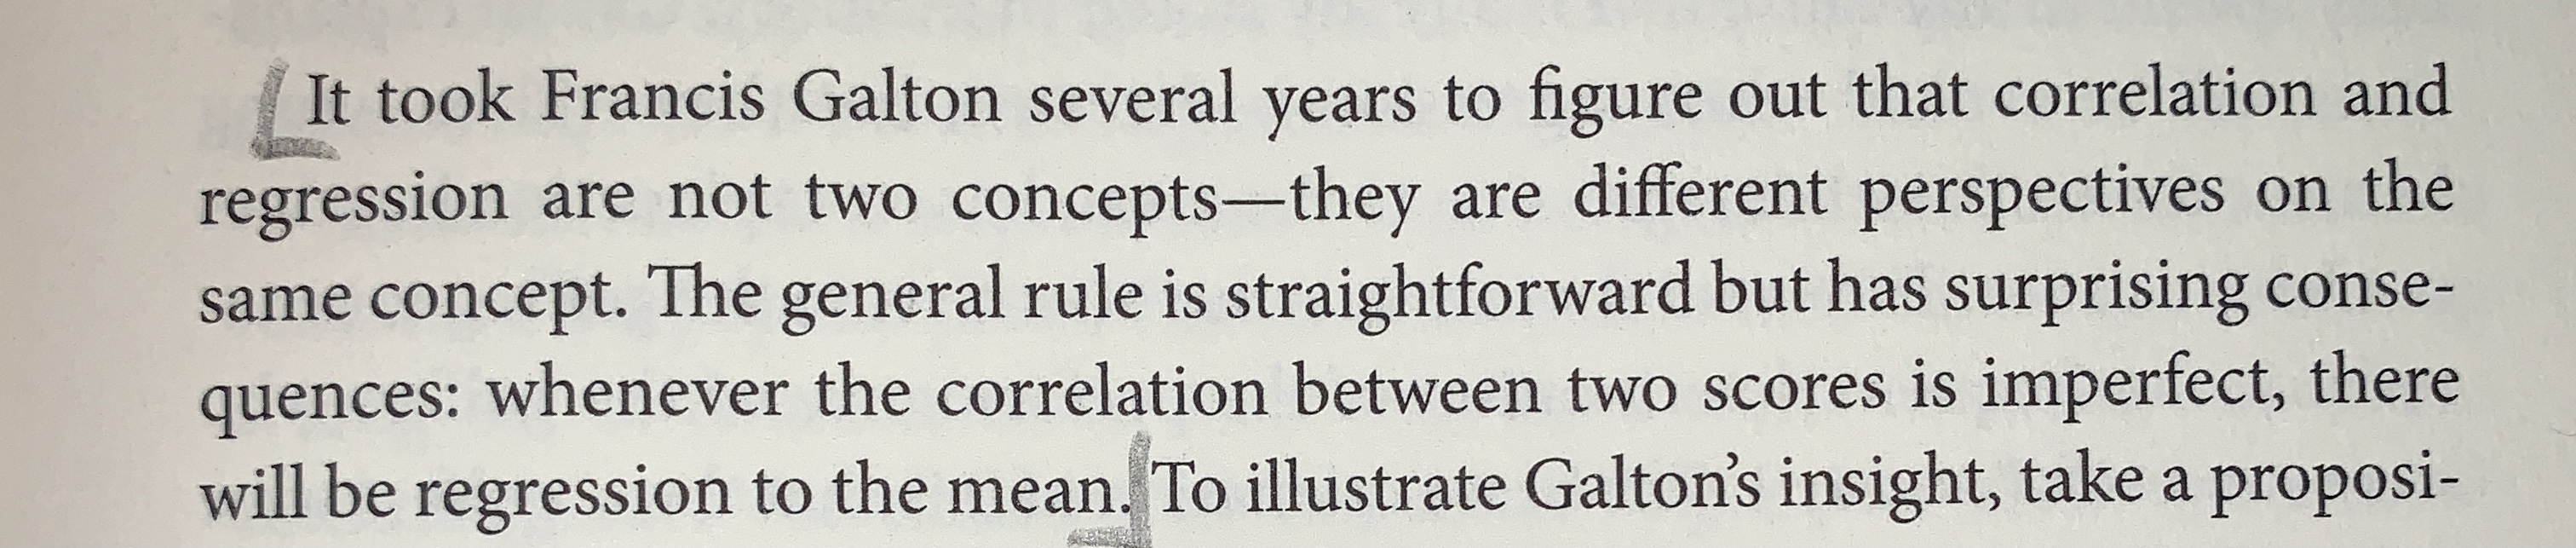 It took Francis Galton several years to figure out that correlation and
regression are not two concepts—they are different perspectives on the
same concept. The general rule is straightforward but has surprising conse-
quences: whenever the correlation between two scores is imperfect, there
will be regression to the mean. To illustrate Galton’s insight, take a proposi-